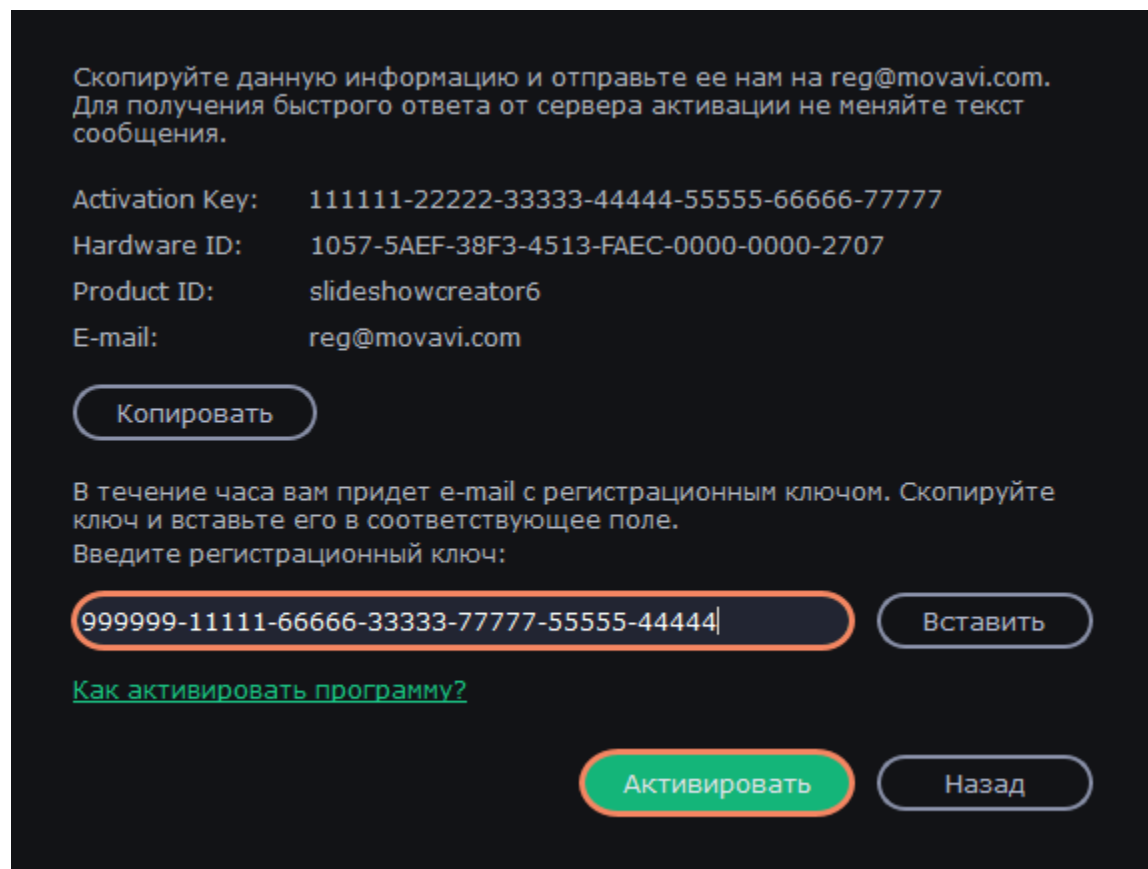 Скопируйте данную информацию и отправьте ее нам на reg@movavi.com.
Для получения быстрого ответа от сервера активации не меняйте текст
сообщения.
Activation Key: 111111-22222-33333-44444-55555-66666-77777
Hardware ID: 1057-5AEF-38F3-4513-FAEC-0000-0000-2707
Product ID: slideshowcreator6
E-mail: reg@movavi.com
Копировать
В течение часа вам придет e-mail с регистрационным ключом. Скопируйте
ключ и вставьте его в соответствующее поле.
Введите регистрационный ключ:
999999-11111-66666-33333-77777-55555-44444 Вставить
Как активировать программу?
Активировать Назад